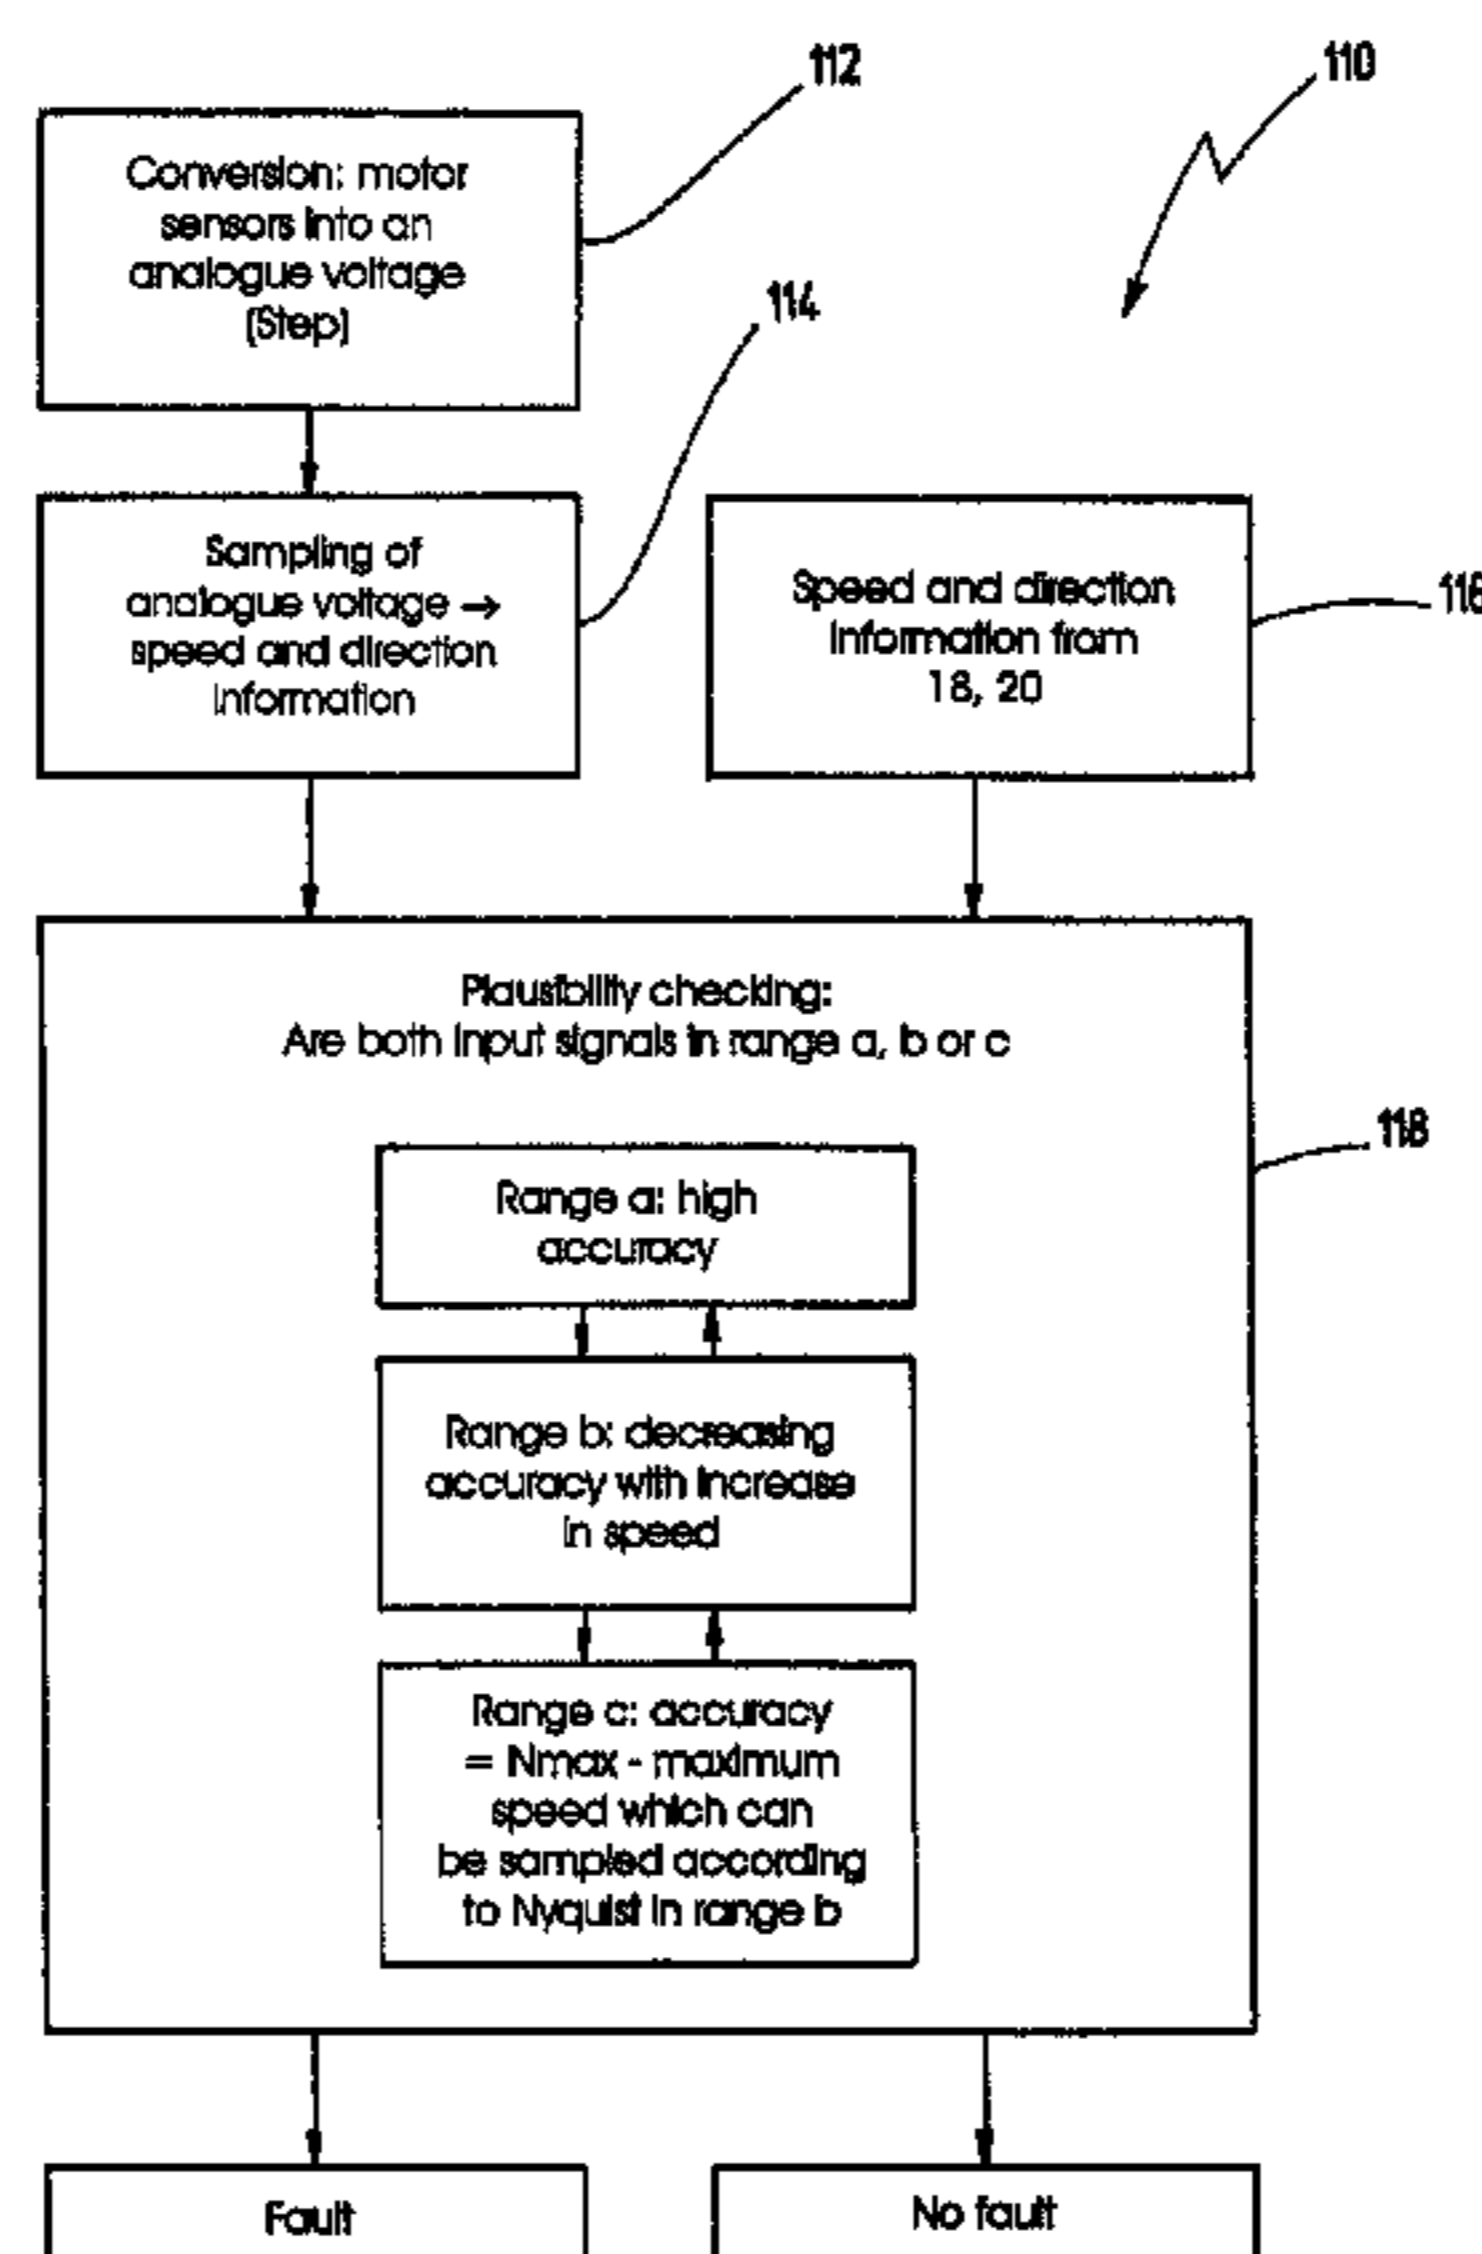 112
110
Conversion: motor
sensors into an
analogue voltage
(Step)
114
Sampling of
analogue voltage →
speed and direction
information
Speed and direction
information from
18, 20
Plausibility checking:
Are both input signals in range a, b or c
118
Range a: high
accuracy
Range b: decreasing
accuracy with increase
in speed
Range c: accuracy
= Nmax - maximum
speed which can
be sampled according
to Nyquist in range b
Fault
No fault